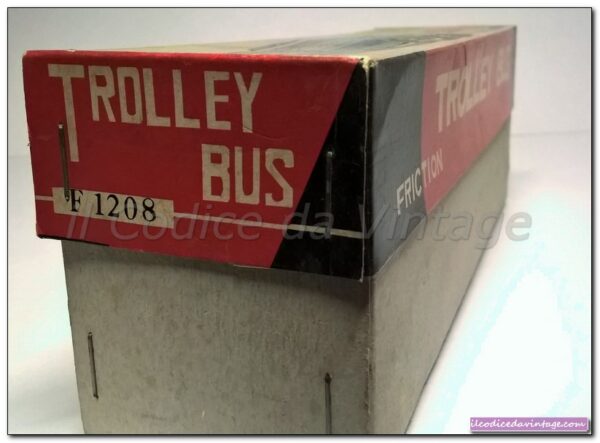 TROLLEY
BUS
F 1208
TROLLEY BUS
FRICTION
il Codice da Vintage
ilcodicedavintage.com